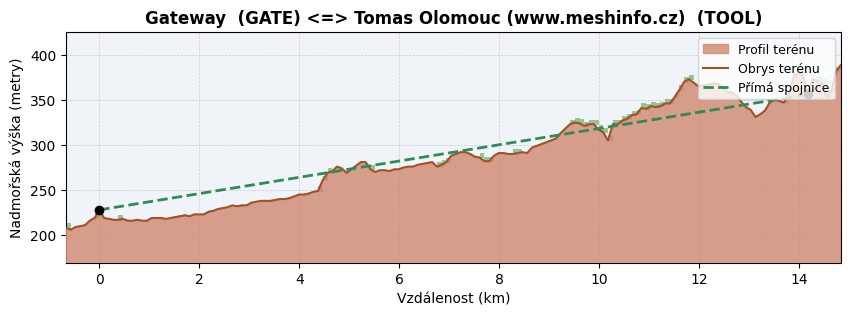 Gateway  (GATE) <=> Tomas Olomouc (www.meshinfo.cz)  (TOOL)
Nadmořská výška (metry)
400
350
300
250
200
Profil terénu
Obrys terénu
Přímá spojnice
0 2 4 6 8 10 12 14
Vzdálenost (km)